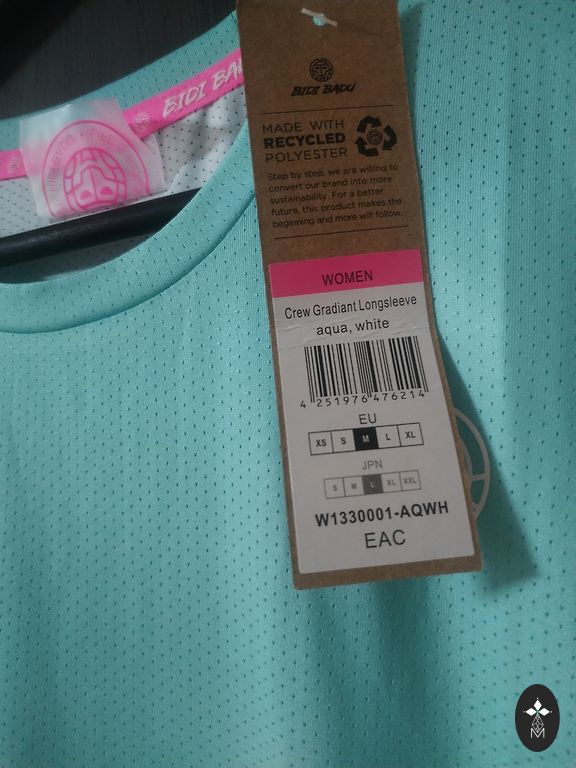 BIDI BADU
BIDI BADU
MADE WITH
RECYCLED
POLYESTER
Step by step, we are willing to
convert our brand into more
sustainability. For a better
future, this product makes the
beginning and more will follow.
WOMEN
Crew Gradiant Longsleeve
aqua, white
4 251976 476214
EU
XS S M L XL
JPN
S M L XL XXL
W1330001-AQWH
EAC
M